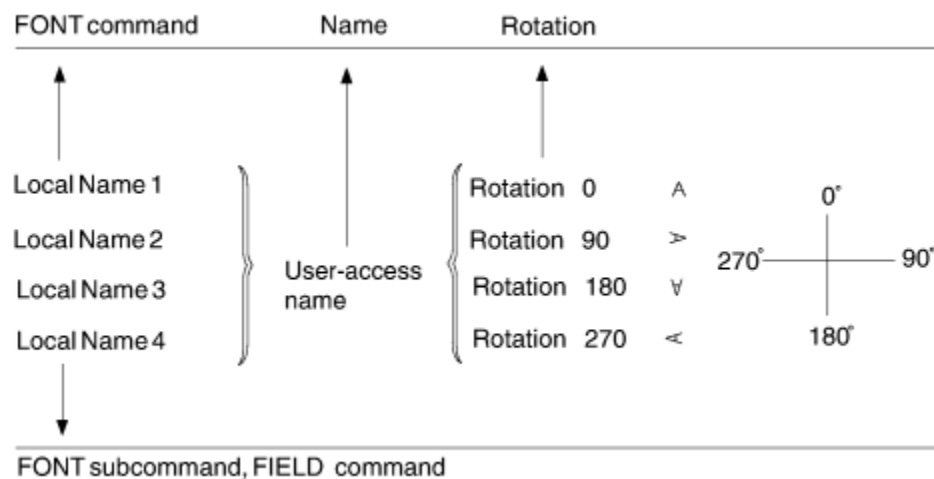 FONT command Name Rotation
Local Name 1 Rotation 0 A
0°
Local Name 2 Rotation 90 A
270° 90°
User-access
name
Local Name 3 Rotation 180 A
Local Name 4 Rotation 270 A
180°
FONT subcommand, FIELD command